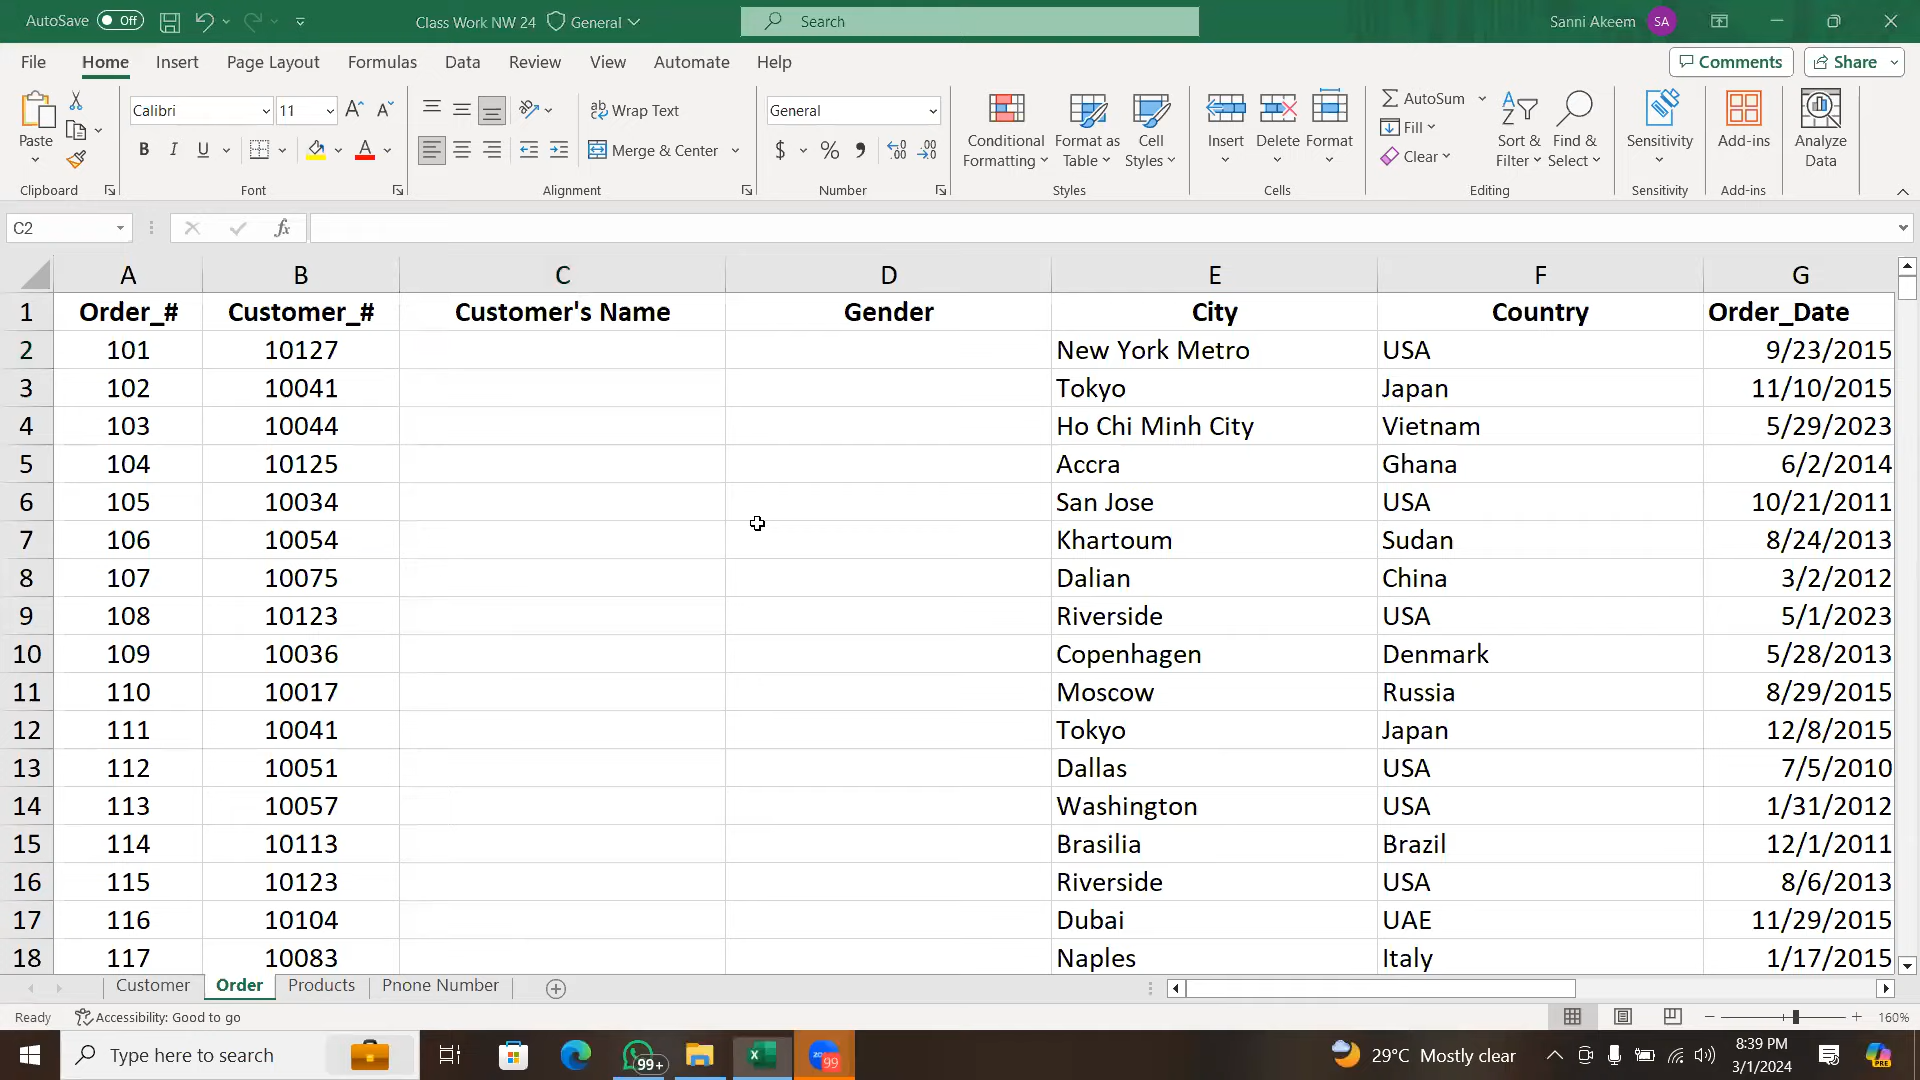 AutoSave Off Class Work NW 24 General Search Sanni Akeem SA
File Home Insert Page Layout Formulas Data Review View Automate Help Comments Share
Paste Calibri 11 Wrap Text General Conditional Formatting Format as Table Cell Styles Insert Delete Format AutoSum Fill Clear Sort & Filter Find & Select Sensitivity Add-ins Analyze Data
B I U A Merge & Center $ % ,
Clipboard Font Alignment Number Styles Cells Editing Sensitivity Add-ins
C2 fx
A B C D E F G
1 Order_# Customer_# Customer's Name Gender City Country Order_Date
2 101 10127 New York Metro USA 9/23/2015
3 102 10041 Tokyo Japan 11/10/2015
4 103 10044 Ho Chi Minh City Vietnam 5/29/2023
5 104 10125 Accra Ghana 6/2/2014
6 105 10034 San Jose USA 10/21/2011
7 106 10054 Khartoum Sudan 8/24/2013
8 107 10075 Dalian China 3/2/2012
9 108 10123 Riverside USA 5/1/2023
10 109 10036 Copenhagen Denmark 5/28/2013
11 110 10017 Moscow Russia 8/29/2015
12 111 10041 Tokyo Japan 12/8/2015
13 112 10051 Dallas USA 7/5/2010
14 113 10057 Washington USA 1/31/2012
15 114 10113 Brasilia Brazil 12/1/2011
16 115 10123 Riverside USA 8/6/2013
17 116 10104 Dubai UAE 11/29/2015
18 117 10083 Naples Italy 1/17/2015
Customer Order Products Pnone Number
Ready Accessibility: Good to go 160%
Type here to search 99+ 99 29°C Mostly clear 8:39 PM
3/1/2024